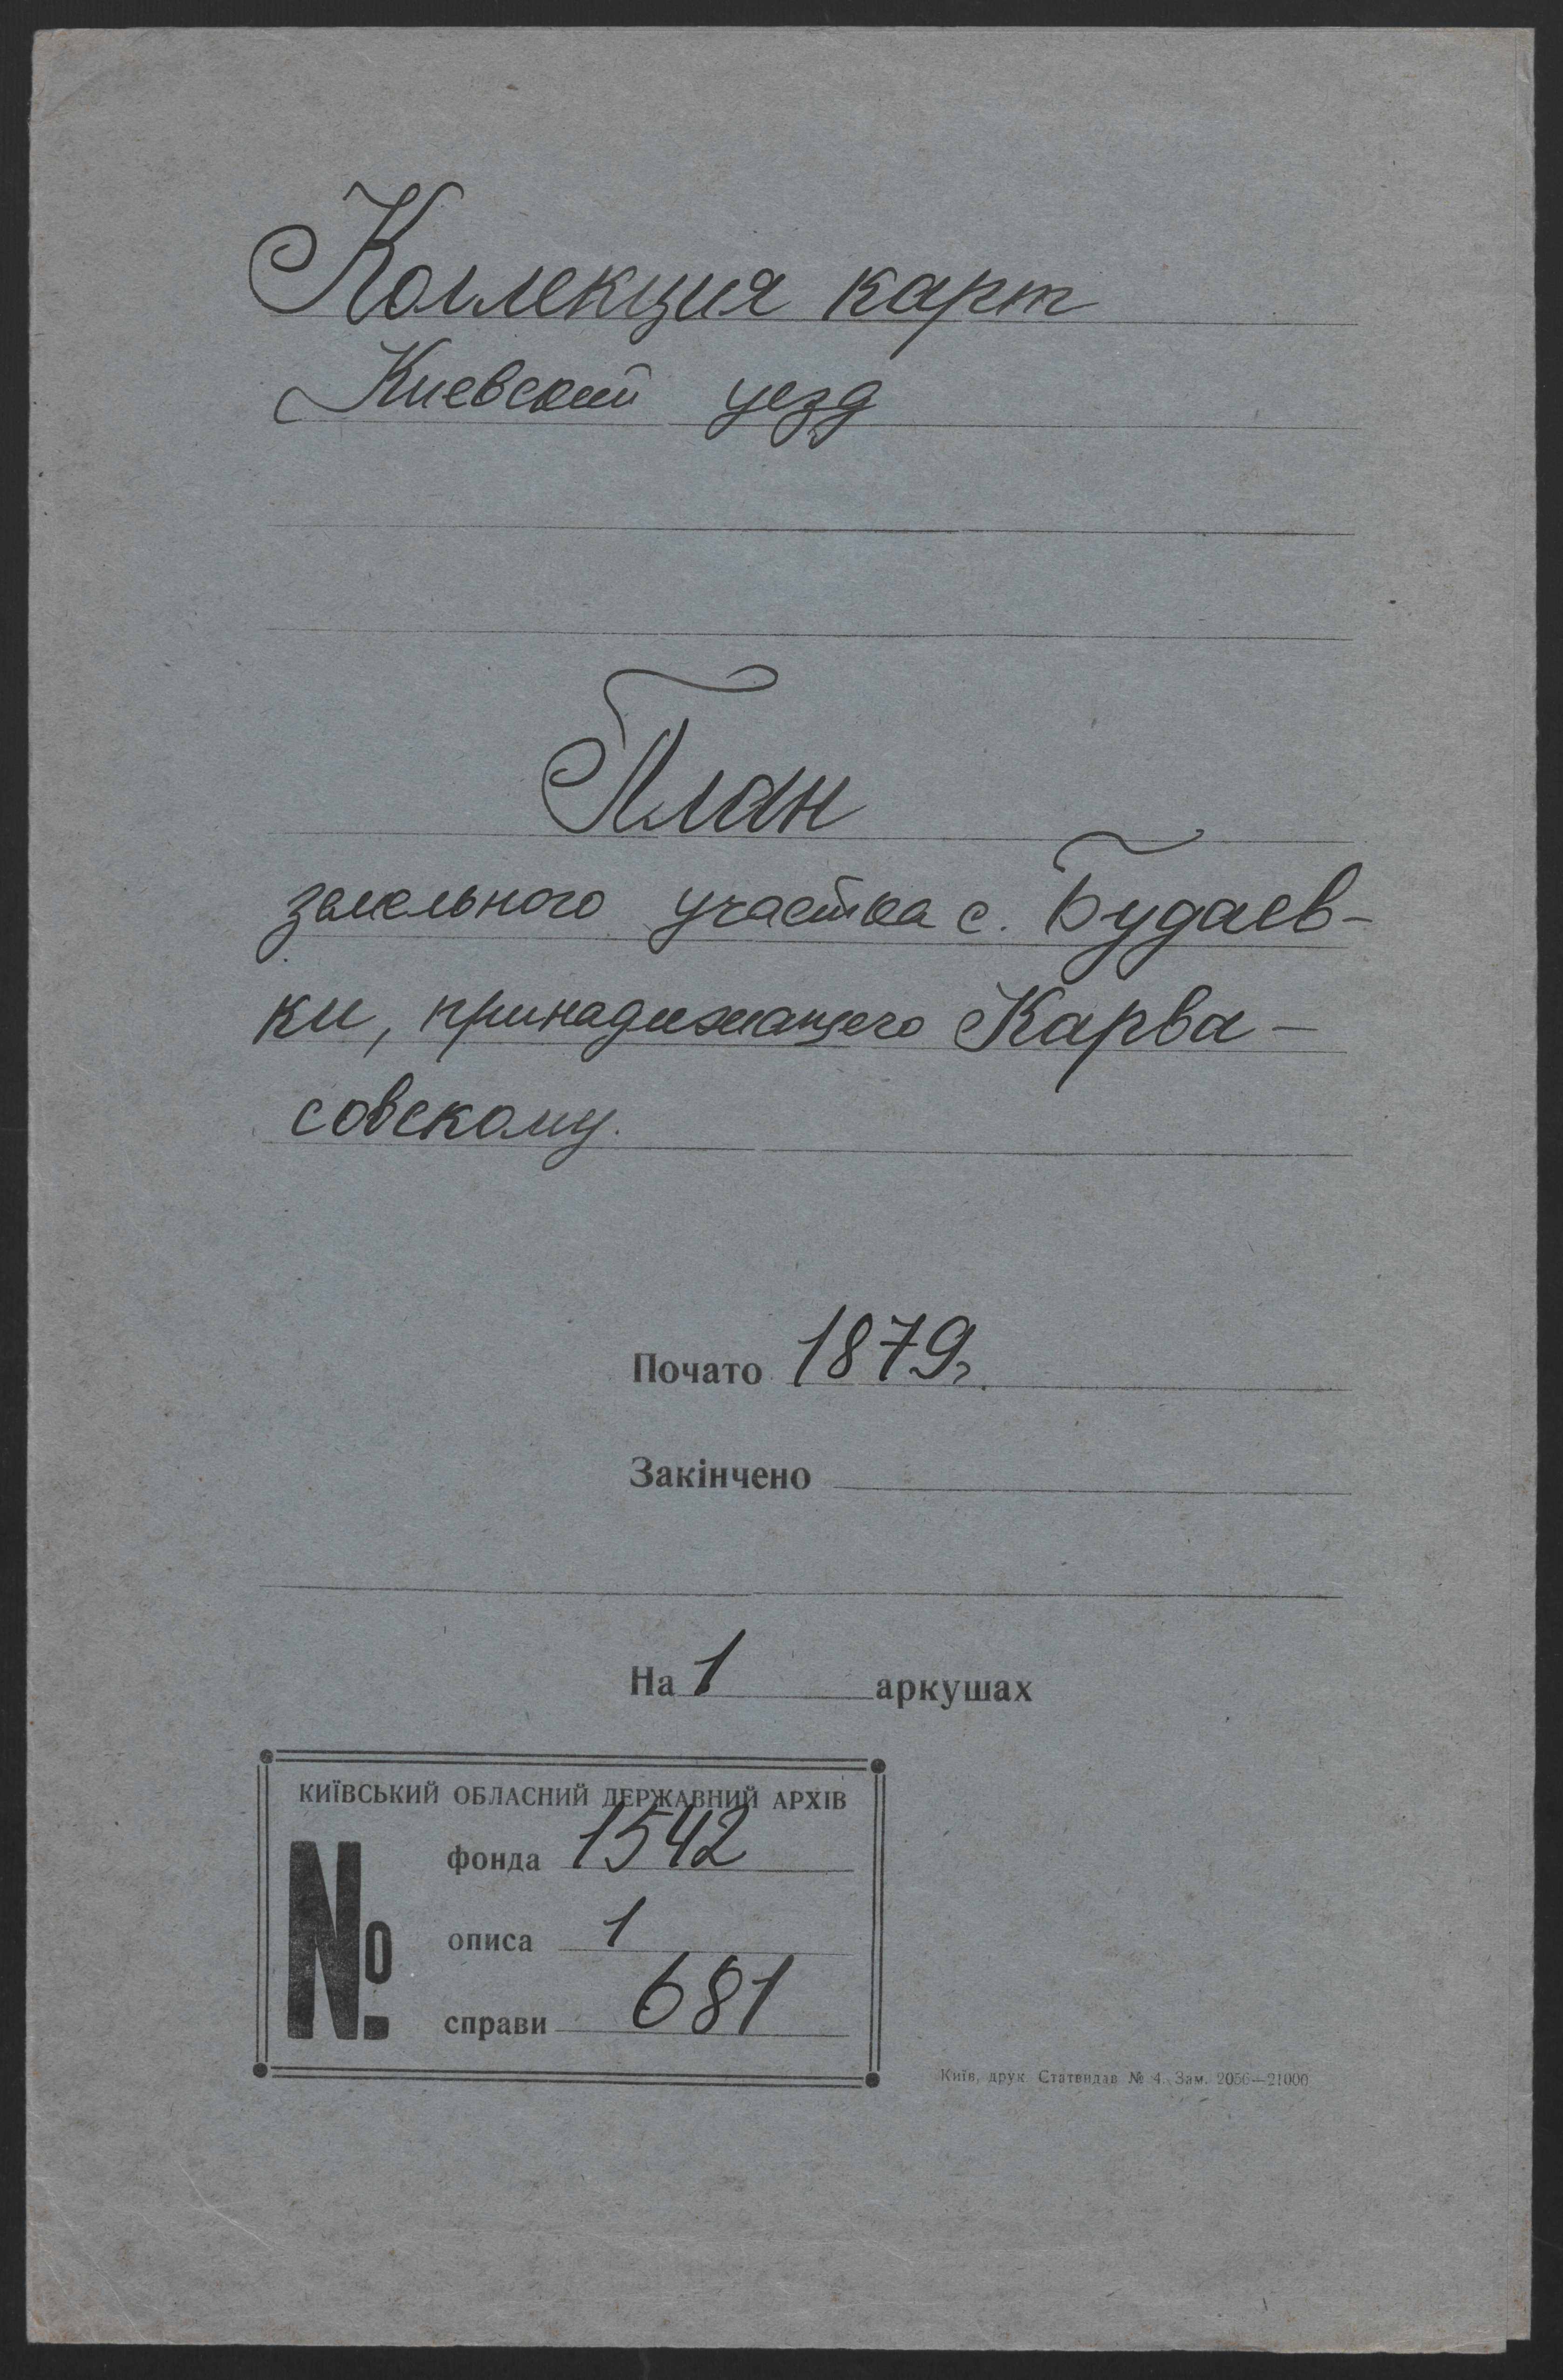 Коллекция карт
Киевский уезд
План
земельного участка с. Будаев-
ки, принадлежащего Карва-
совскому.
Почато 1879г.
Закінчено
На 1 аркушах
КИЇВСЬКИЙ ОБЛАСНИЙ ДЕРЖАВНИЙ АРХІВ
№ фонда 1542
описа 1
справи 681
Київ, друк Статвидав № 4. Зам. 2056—21000